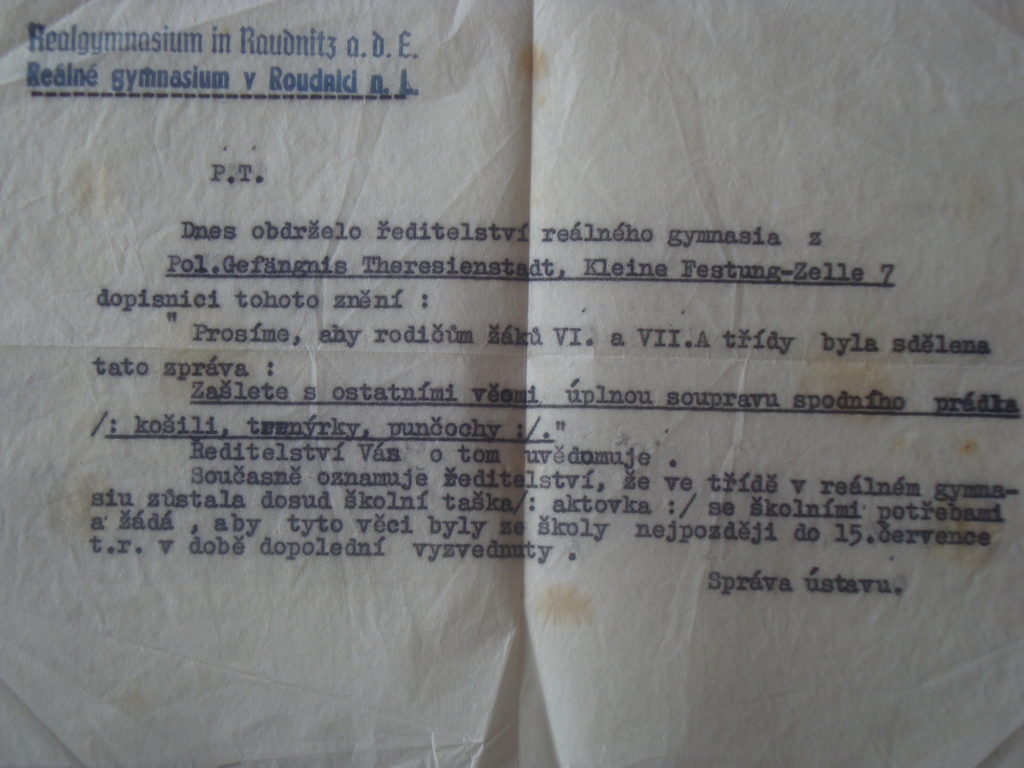 Realgymnasium in Raudnitz a. d. E.
Reálné gymnasium v Roudnici n. L.
P.T.
Dnes obdrželo ředitelství reálného gymnasia z
Pol.Gefängnis Theresienstadt, Kleine Festung-Zelle 7
dopisnici tohoto znění :
" Prosíme, aby rodičům žáků VI. a VII.A třídy byla sdělena
tato zpráva :
Zašlete s ostatními věcmi úplnou soupravu spodního prádla
/: košili, trenýrky, punčochy :/."
Ředitelství Vás o tom uvědomuje .
Současně oznamuje ředitelství, že ve třídě v reálném gymna-
siu zůstala dosud školní taška/: aktovka :/ se školními potřebami
a žádá , aby tyto věci byly ze školy nejpozději do 15.července
t.r. v době dopolední vyzvednuty .
Správa ústavu.